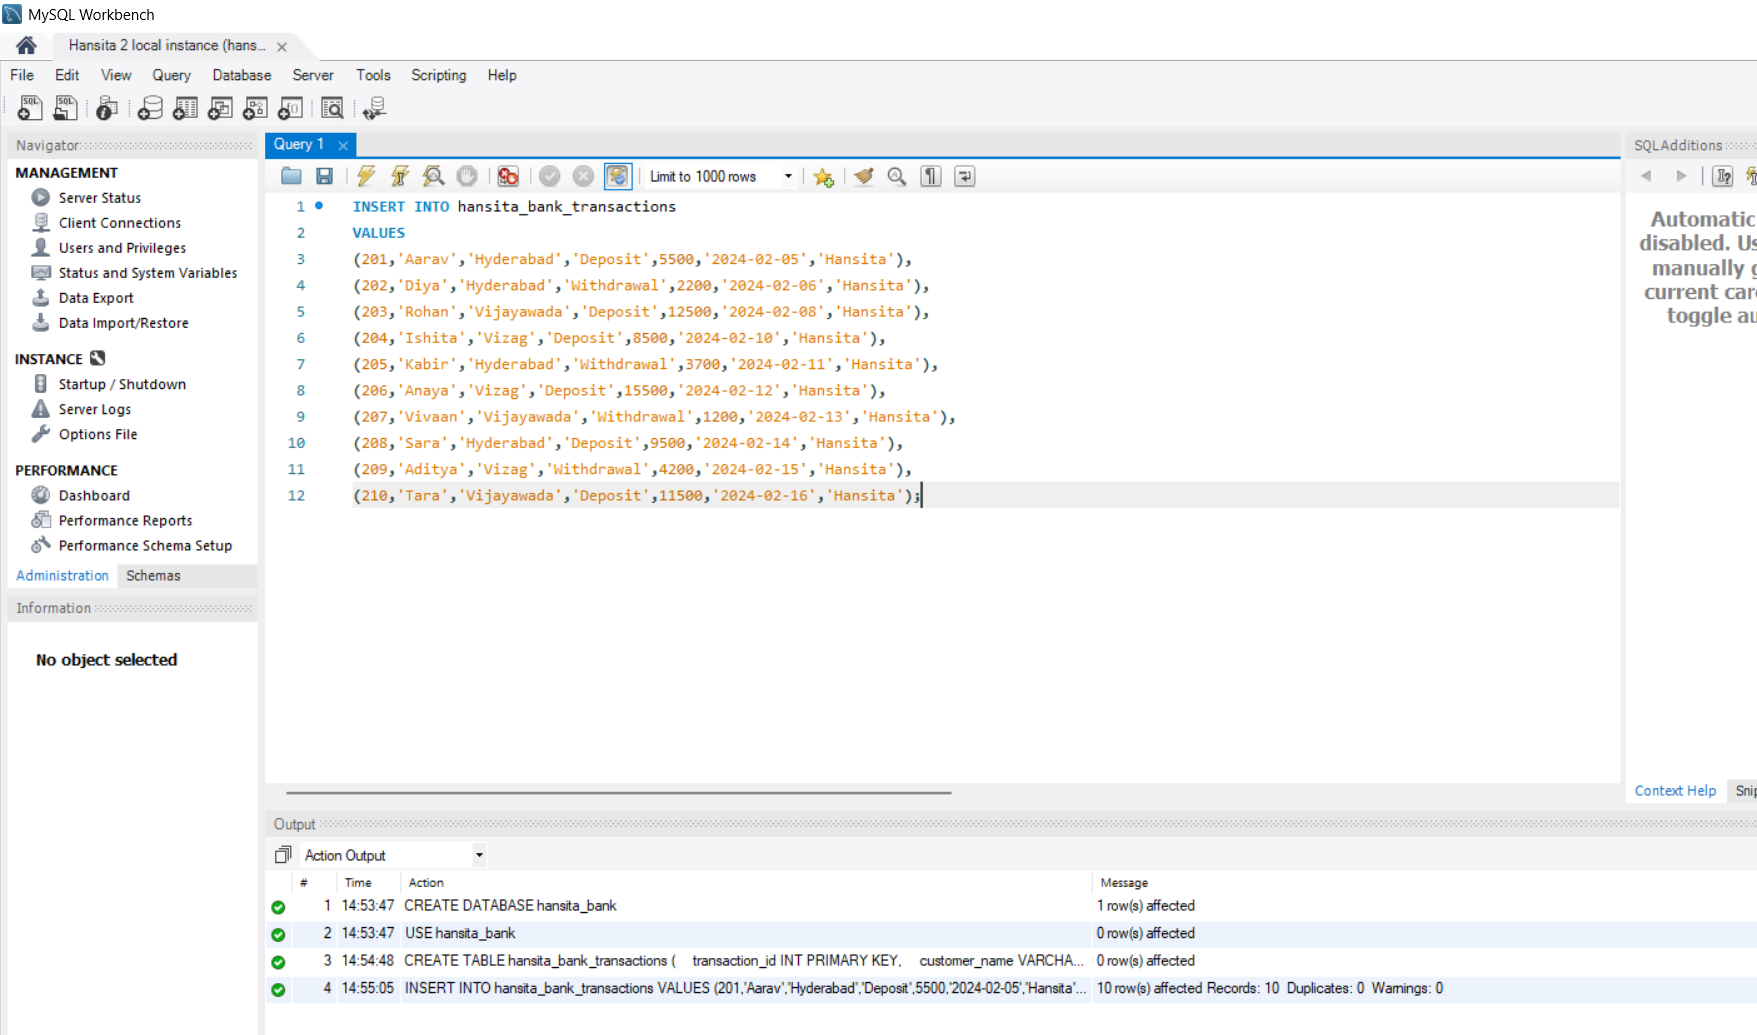 MySQL Workbench
Hansita 2 local instance (hans...
File Edit View Query Database Server Tools Scripting Help
Navigator
MANAGEMENT
Server Status
Client Connections
Users and Privileges
Status and System Variables
Data Export
Data Import/Restore
INSTANCE
Startup / Shutdown
Server Logs
Options File
PERFORMANCE
Dashboard
Performance Reports
Performance Schema Setup
Administration Schemas
Information
No object selected
Query 1
Limit to 1000 rows
1 INSERT INTO hansita_bank_transactions
2 VALUES
3 (201,'Aarav','Hyderabad','Deposit',5500,'2024-02-05','Hansita'),
4 (202,'Diya','Hyderabad','Withdrawal',2200,'2024-02-06','Hansita'),
5 (203,'Rohan','Vijayawada','Deposit',12500,'2024-02-08','Hansita'),
6 (204,'Ishita','Vizag','Deposit',8500,'2024-02-10','Hansita'),
7 (205,'Kabir','Hyderabad','Withdrawal',3700,'2024-02-11','Hansita'),
8 (206,'Anaya','Vizag','Deposit',15500,'2024-02-12','Hansita'),
9 (207,'Vivaan','Vijayawada','Withdrawal',1200,'2024-02-13','Hansita'),
10 (208,'Sara','Hyderabad','Deposit',9500,'2024-02-14','Hansita'),
11 (209,'Aditya','Vizag','Withdrawal',4200,'2024-02-15','Hansita'),
12 (210,'Tara','Vijayawada','Deposit',11500,'2024-02-16','Hansita');
SQLAdditions
Automatic
disabled. Us
manually g
current car
toggle au
Context Help Snip
Output
Action Output
# Time Action Message
1 14:53:47 CREATE DATABASE hansita_bank 1 row(s) affected
2 14:53:47 USE hansita_bank 0 row(s) affected
3 14:54:48 CREATE TABLE hansita_bank_transactions ( transaction_id INT PRIMARY KEY, customer_name VARCHA... 0 row(s) affected
4 14:55:05 INSERT INTO hansita_bank_transactions VALUES (201,'Aarav','Hyderabad','Deposit',5500,'2024-02-05','Hansita'... 10 row(s) affected Records: 10 Duplicates: 0 Warnings: 0